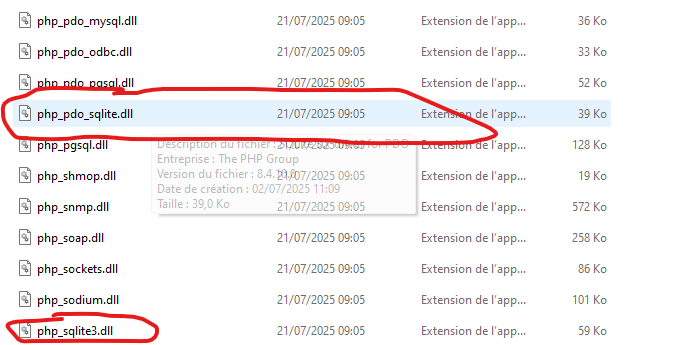 php_pdo_mysql.dll 21/07/2025 09:05 Extension de l'app... 36 Ko
php_pdo_odbc.dll 21/07/2025 09:05 Extension de l'app... 33 Ko
php_pdo_pgsql.dll 21/07/2025 09:05 Extension de l'app... 52 Ko
php_pdo_sqlite.dll 21/07/2025 09:05 Extension de l'app... 39 Ko
php_pgsql.dll 21/07/2025 09:05 Extension de l'app... 128 Ko
Description du fichier : for PDO
Entreprise : The PHP Group
php_shmop.dll 21/07/2025 09:05 Extension de l'app... 19 Ko
Version du fichier : 8.4.10.0
Date de création : 02/07/2025 11:09
php_snmp.dll 21/07/2025 09:05 Extension de l'app... 572 Ko
Taille : 39,0 Ko
php_soap.dll 21/07/2025 09:05 Extension de l'app... 258 Ko
php_sockets.dll 21/07/2025 09:05 Extension de l'app... 86 Ko
php_sodium.dll 21/07/2025 09:05 Extension de l'app... 101 Ko
php_sqlite3.dll 21/07/2025 09:05 Extension de l'app... 59 Ko